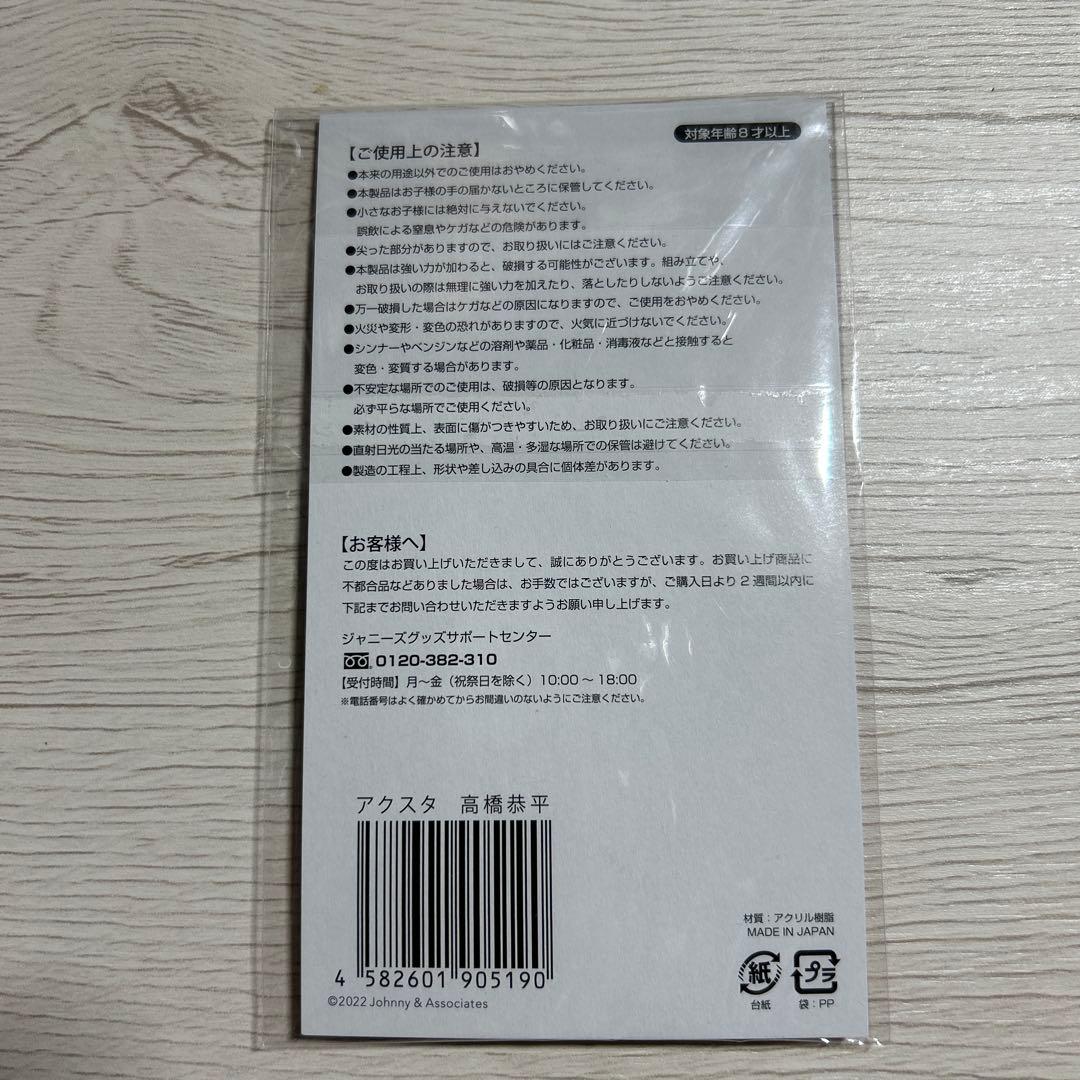 対象年齢8才以上
【ご使用上の注意】
●本来の用途以外でのご使用はおやめください。
●本製品はお子様の手の届かないところに保管してください。
●小さなお子様には絶対に与えないでください。
誤飲による窒息やケガなどの危険があります。
●尖った部分がありますので、お取り扱いにはご注意ください。
●本製品は強い力が加わると、破損する可能性がございます。組み立てや、
お取り扱いの際は無理に強い力を加えたり、落としたりしないようご注意ください。
●万一破損した場合はケガなどの原因になりますので、ご使用をおやめください。
●火災や変形・変色の恐れがありますので、火気に近づけないでください。
●シンナーやベンジンなどの溶剤や薬品・化粧品・消毒液などと接触すると
変色・変質する場合があります。
●不安定な場所でのご使用は、破損等の原因となります。
必ず平らな場所でご使用ください。
●素材の性質上、表面に傷がつきやすいため、お取り扱いにご注意ください。
●直射日光の当たる場所や、高温・多湿な場所での保管は避けてください。
●製造の工程上、形状や差し込みの具合に個体差があります。
【お客様へ】
この度はお買い上げいただきまして、誠にありがとうございます。お買い上げ商品に
不都合品などありました場合は、お手数ではございますが、ご購入日より2週間以内に
下記までお問い合わせいただきますようお願い申し上げます。
ジャニーズグッズサポートセンター
0120-382-310
【受付時間】月〜金（祝祭日を除く）10:00〜18:00
※電話番号はよく確かめてからお間違いのないようにご注意ください。
アクスタ 高橋恭平
4 582601 905190
©2022 Johnny & Associates
材質：アクリル樹脂
MADE IN JAPAN
紙 プラ
台紙 袋：PP